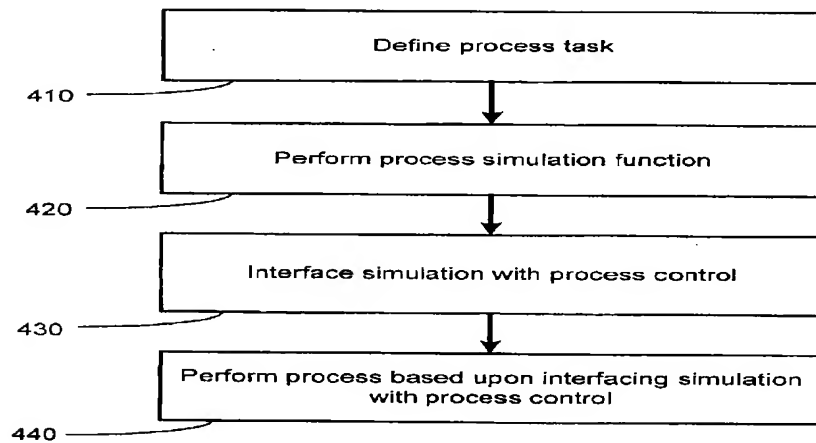 Define process task
410
Perform process simulation function
420
Interface simulation with process control
430
Perform process based upon interfacing simulation
with process control
440